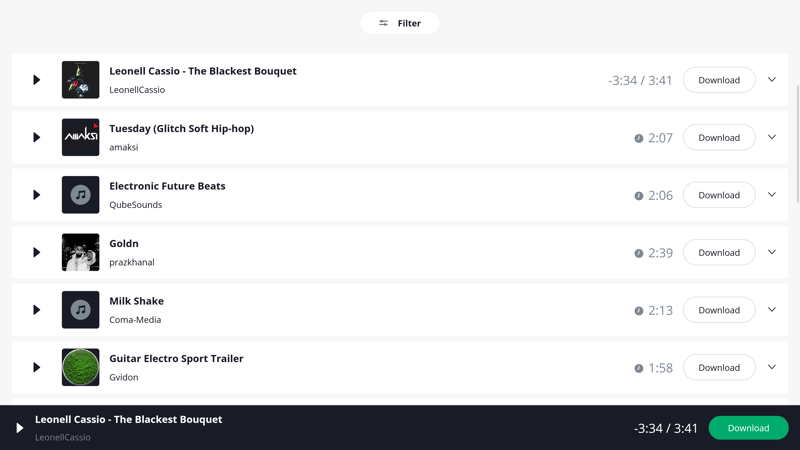 Filter
Leonell Cassio - The Blackest Bouquet
LeonellCassio
-3:34 / 3:41
Download
Amaksi
Tuesday (Glitch Soft Hip-hop)
amaksi
2:07
Download
Electronic Future Beats
QubeSounds
2:06
Download
Goldn
prazkhanal
2:39
Download
Milk Shake
Coma-Media
2:13
Download
Guitar Electro Sport Trailer
Gvidon
1:58
Download
Leonell Cassio - The Blackest Bouquet
LeonellCassio
-3:34 / 3:41
Download